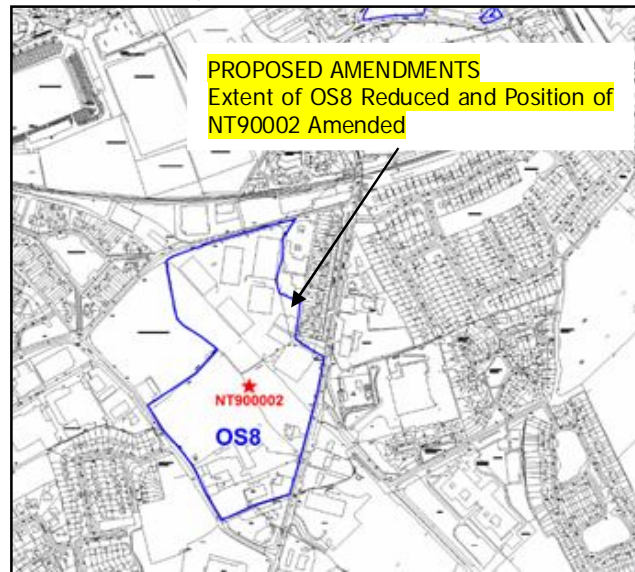 PROPOSED AMENDMENTS
Extent of OS8 Reduced and Position of
NT90002 Amended
NT900002
OS8